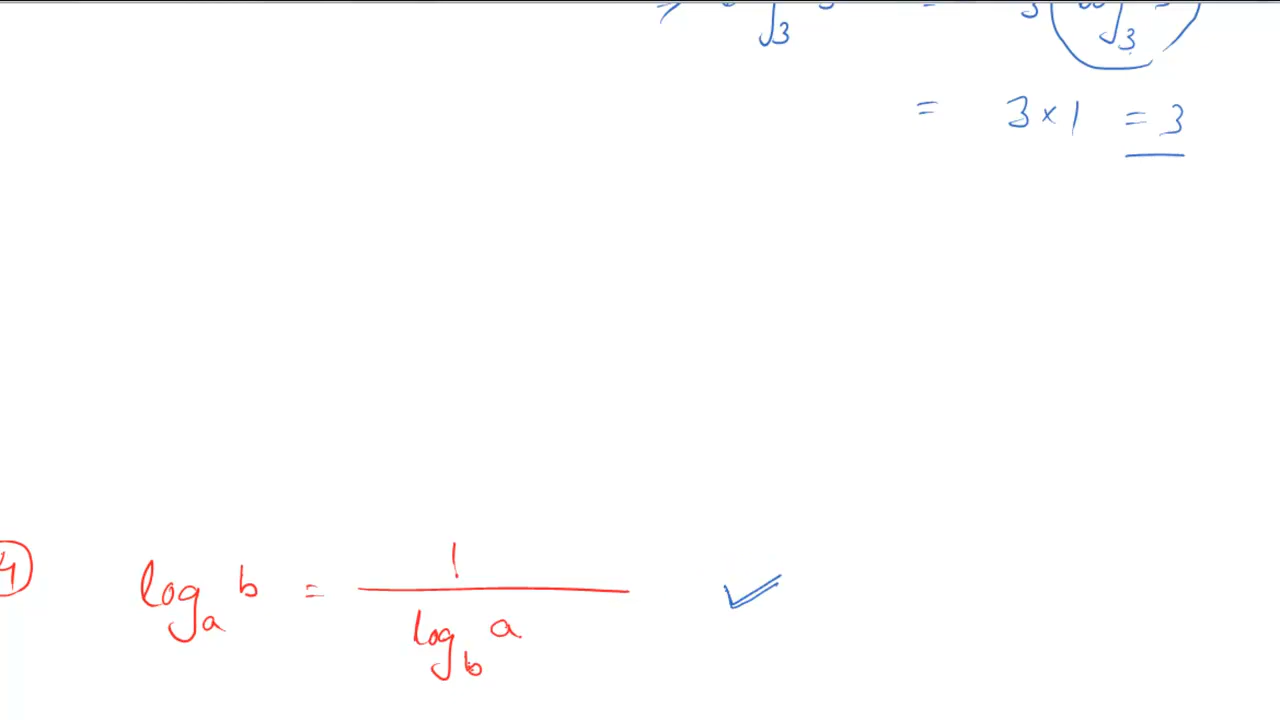 = 3 × 1 = 3
④ log_a b = 1 / log_b a